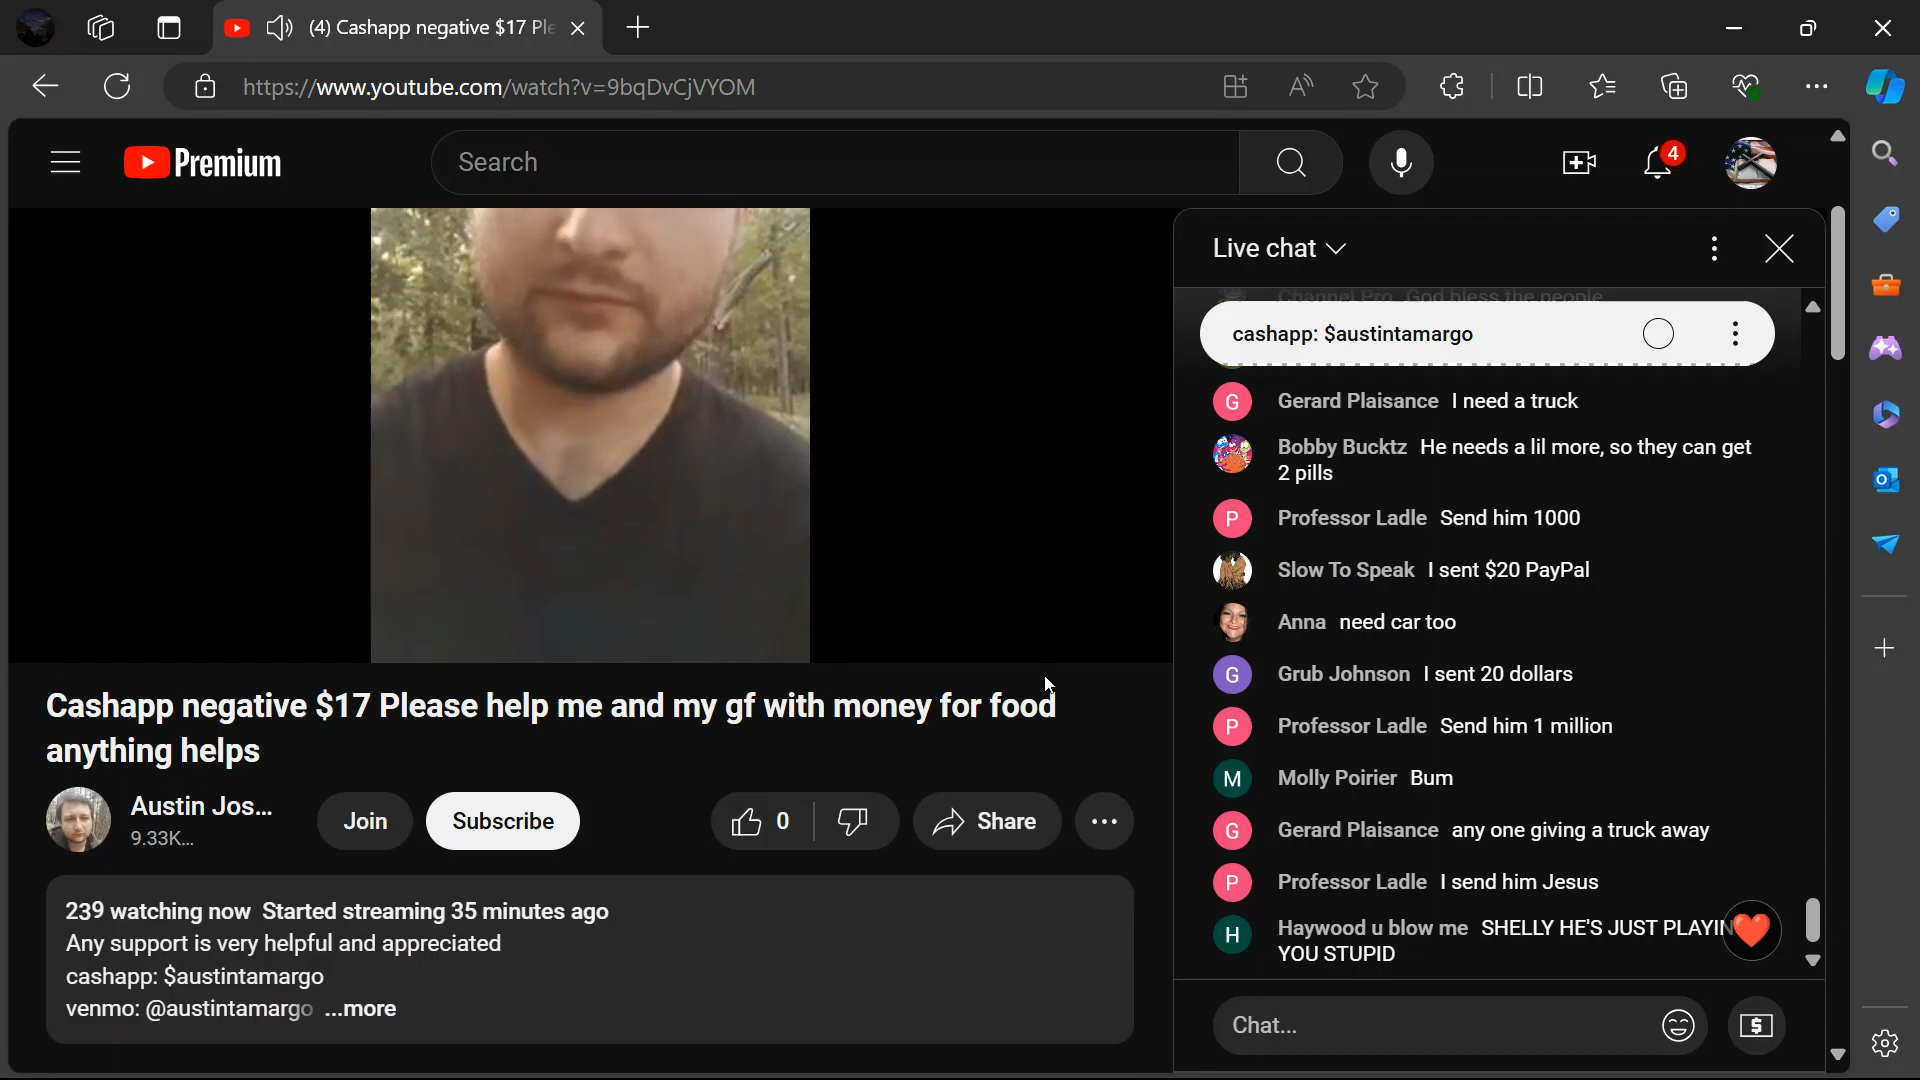 (4) Cashapp negative $17 Ple
https://www.youtube.com/watch?v=9bqDvCjVYOM
Premium
Search
4
Live chat
Changel Pro God bless the people
cashapp: $austintamargo
G Gerard Plaisance I need a truck
Bobby Bucktz He needs a lil more, so they can get
2 pills
P Professor Ladle Send him 1000
Slow To Speak I sent $20 PayPal
Anna need car too
G Grub Johnson I sent 20 dollars
P Professor Ladle Send him 1 million
M Molly Poirier Bum
G Gerard Plaisance any one giving a truck away
P Professor Ladle I send him Jesus
H Haywood u blow me SHELLY HE'S JUST PLAYIN
YOU STUPID
Chat...
Cashapp negative $17 Please help me and my gf with money for food
anything helps
Austin Jos...
9.33K...
Join
Subscribe
0
Share
239 watching now Started streaming 35 minutes ago
Any support is very helpful and appreciated
cashapp: $austintamargo
venmo: @austintamargo ...more